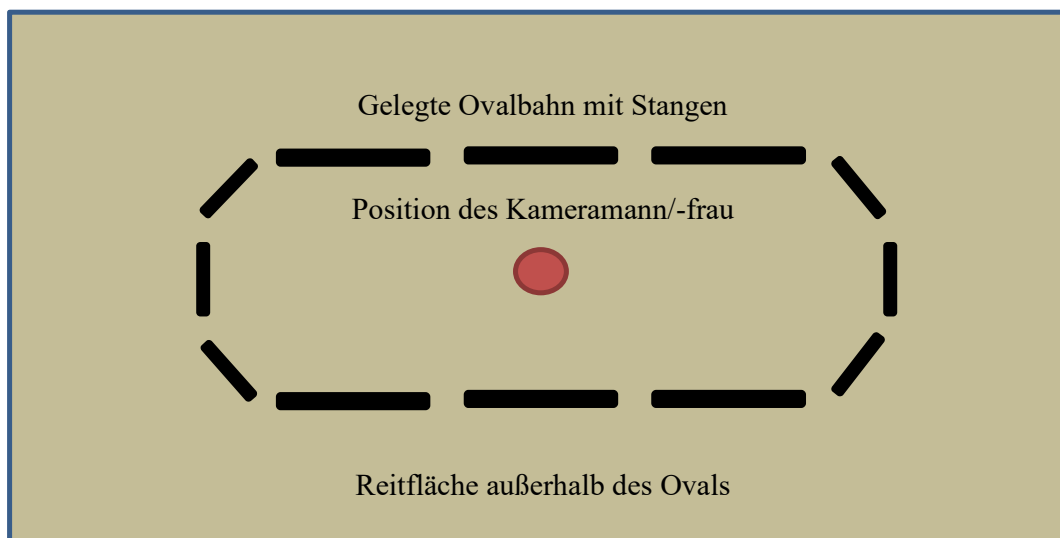 Gelegte Ovalbahn mit Stangen
Position des Kameramann/-frau
Reitfläche außerhalb des Ovals